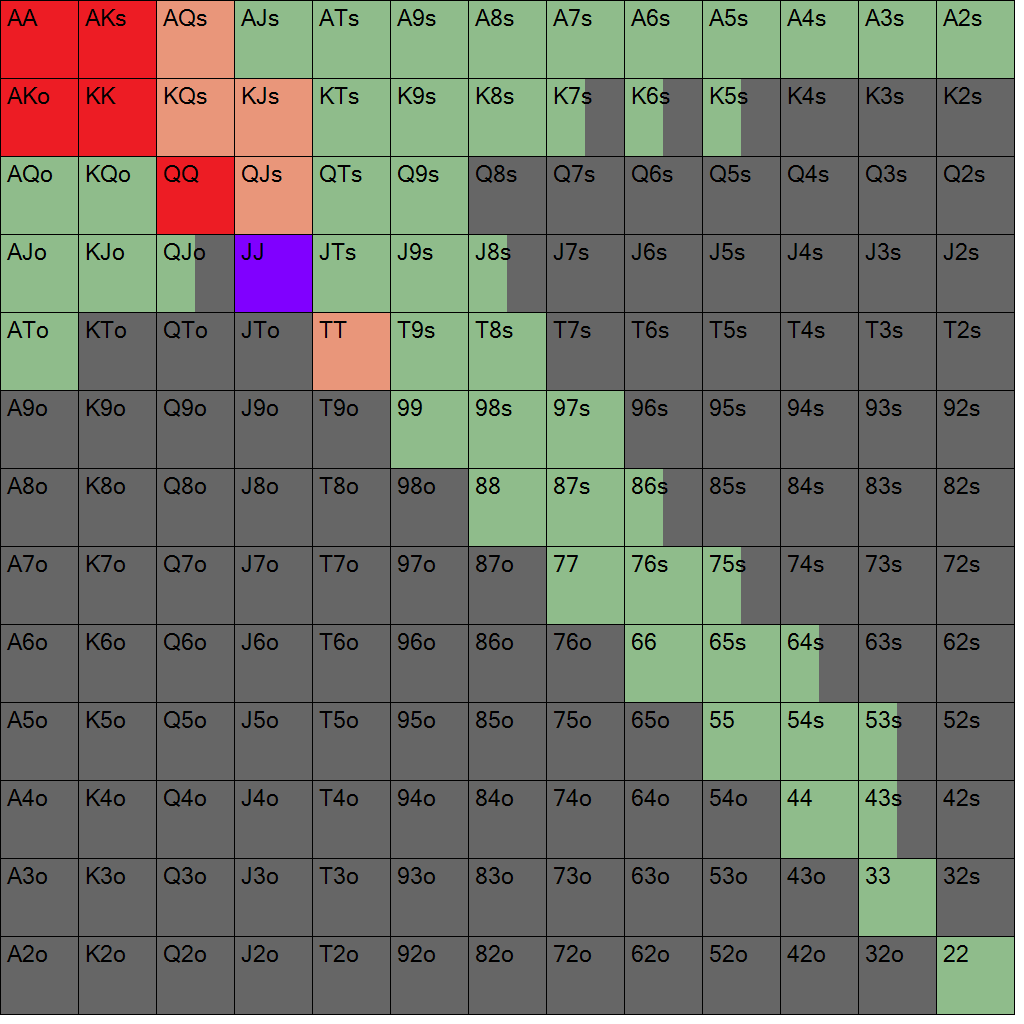 AA AKs AQs AJs ATs A9s A8s A7s A6s A5s A4s A3s A2s
AKo KK KQs KJs KTs K9s K8s K7s K6s K5s K4s K3s K2s
AQo KQo QQ QJs QTs Q9s Q8s Q7s Q6s Q5s Q4s Q3s Q2s
AJo KJo QJo JJ JTs J9s J8s J7s J6s J5s J4s J3s J2s
ATo KTo QTo JTo TT T9s T8s T7s T6s T5s T4s T3s T2s
A9o K9o Q9o J9o T9o 99 98s 97s 96s 95s 94s 93s 92s
A8o K8o Q8o J8o T8o 98o 88 87s 86s 85s 84s 83s 82s
A7o K7o Q7o J7o T7o 97o 87o 77 76s 75s 74s 73s 72s
A6o K6o Q6o J6o T6o 96o 86o 76o 66 65s 64s 63s 62s
A5o K5o Q5o J5o T5o 95o 85o 75o 65o 55 54s 53s 52s
A4o K4o Q4o J4o T4o 94o 84o 74o 64o 54o 44 43s 42s
A3o K3o Q3o J3o T3o 93o 83o 73o 63o 53o 43o 33 32s
A2o K2o Q2o J2o T2o 92o 82o 72o 62o 52o 42o 32o 22